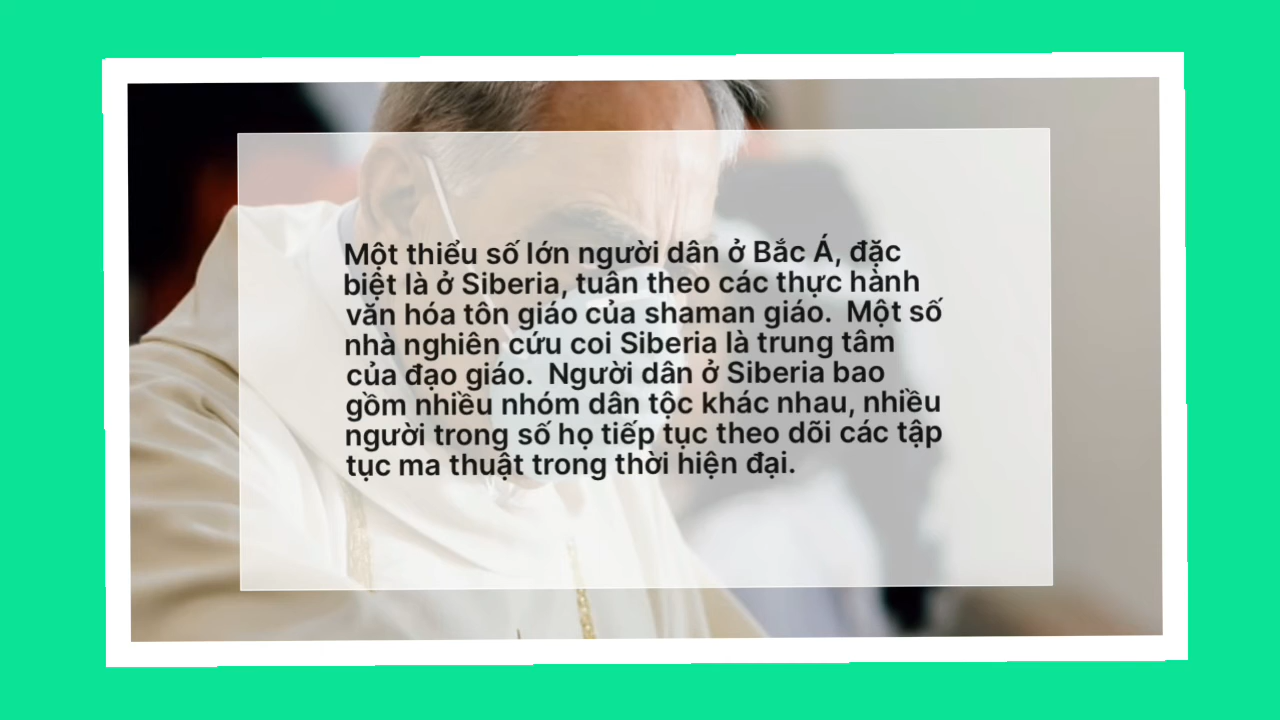 Một thiểu số lớn người dân ở Bắc Á, đặc
biệt là ở Siberia, tuân theo các thực hành
văn hóa tôn giáo của shaman giáo.  Một số
nhà nghiên cứu coi Siberia là trung tâm
của đạo giáo.  Người dân ở Siberia bao
gồm nhiều nhóm dân tộc khác nhau, nhiều
người trong số họ tiếp tục theo dõi các tập
tục ma thuật trong thời hiện đại.